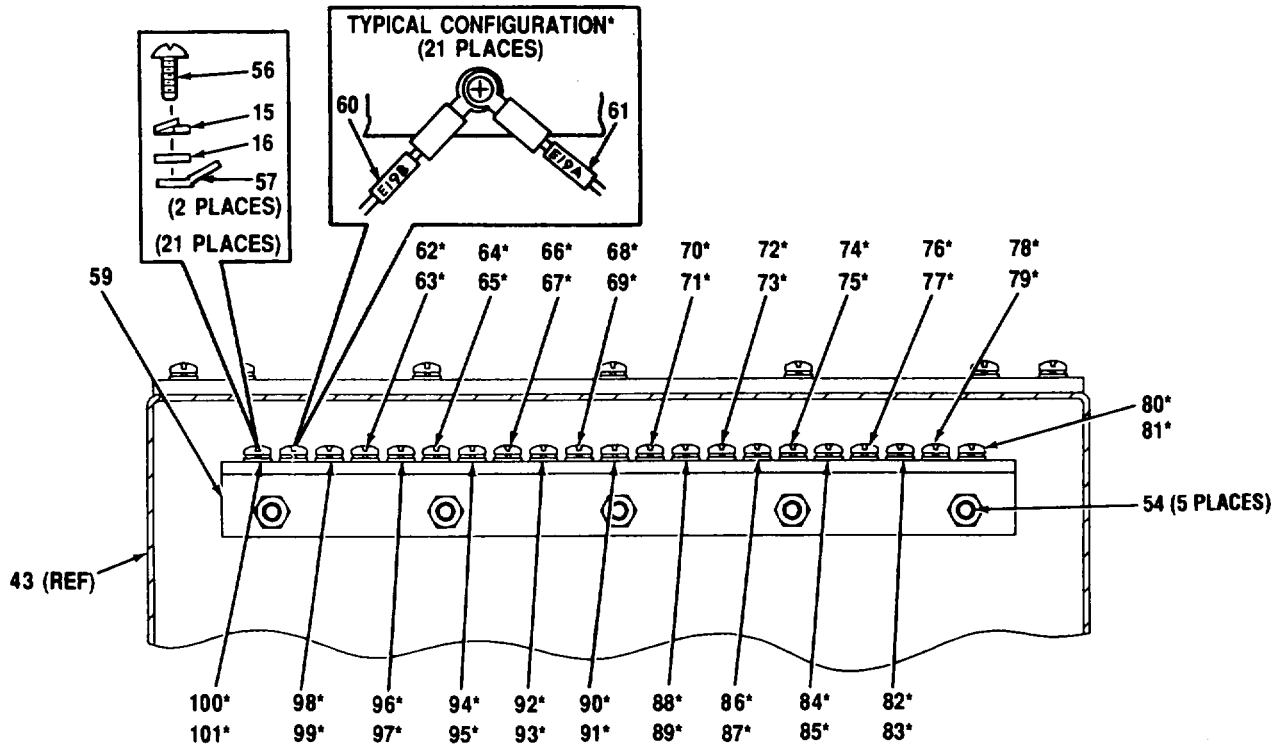 TYPICAL CONFIGURATION*
(21 PLACES)
56
15
16
57
(2 PLACES)
(21 PLACES)
60
61
E19B
E19A
59
62* 64* 66* 68* 70* 72* 74* 76* 78*
63* 65* 67* 69* 71* 73* 75* 77* 79*
80*
81*
54 (5 PLACES)
43 (REF)
100* 98* 96* 94* 92* 90* 88* 86* 84* 82*
101* 99* 97* 95* 93* 91* 89* 87* 85* 83*